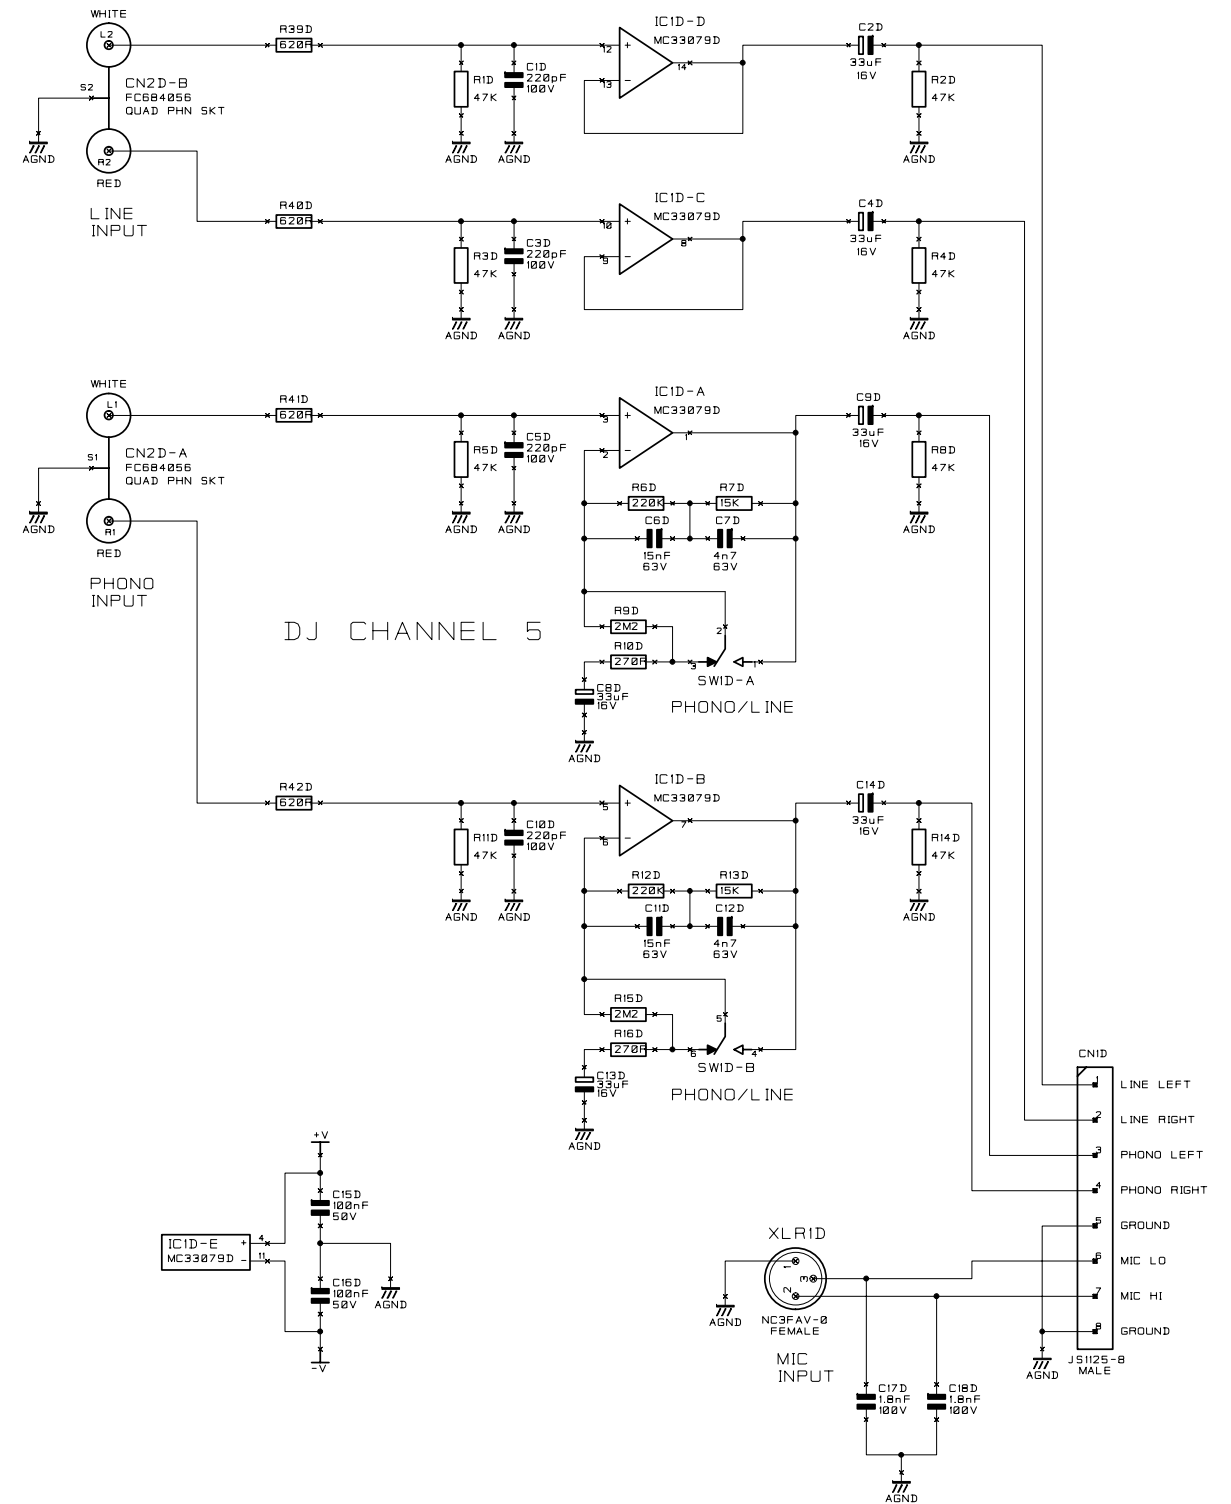 WHITE
L2
CN2D-B
FC684056
QUAD PHN SKT
S2
AGND
R2
RED
LINE
INPUT
R39D
620R
R1D
47K
AGND
C1D
220pF
100V
AGND
IC1D-D
MC33079D
12
+
13
-
14
C2D
33uF
16V
R2D
47K
AGND
R40D
620R
R3D
47K
AGND
C3D
220pF
100V
AGND
IC1D-C
MC33079D
10
+
9
-
8
C4D
33uF
16V
R4D
47K
AGND
WHITE
L1
CN2D-A
FC684056
QUAD PHN SKT
S1
AGND
R1
RED
PHONO
INPUT
R41D
620R
R5D
47K
AGND
C5D
220pF
100V
AGND
IC1D-A
MC33079D
3
+
2
-
1
C9D
33uF
16V
R8D
47K
AGND
R6D
220K
R7D
15K
C6D
15nF
63V
C7D
4n7
63V
R9D
2M2
R10D
270R
2
3
1
SW1D-A
PHONO/LINE
C8D
33uF
16V
AGND
DJ CHANNEL 5
R42D
620R
R11D
47K
AGND
C10D
220pF
100V
AGND
IC1D-B
MC33079D
5
+
6
-
7
C14D
33uF
16V
R14D
47K
AGND
R12D
220K
R13D
15K
C11D
15nF
63V
C12D
4n7
63V
R15D
2M2
R16D
270R
5
6
4
SW1D-B
PHONO/LINE
C13D
33uF
16V
AGND
CN1D
1 LINE LEFT
2 LINE RIGHT
3 PHONO LEFT
4 PHONO RIGHT
5 GROUND
6 MIC LO
7 MIC HI
8 GROUND
JS1125-8
MALE
AGND
+V
C15D
100nF
50V
IC1D-E
MC33079D
+
-
4
11
C16D
100nF
50V
AGND
-V
XLR1D
1
3
2
AGND
NC3FAV-0
FEMALE
MIC
INPUT
C17D
1.8nF
100V
C18D
1.8nF
100V
AGND